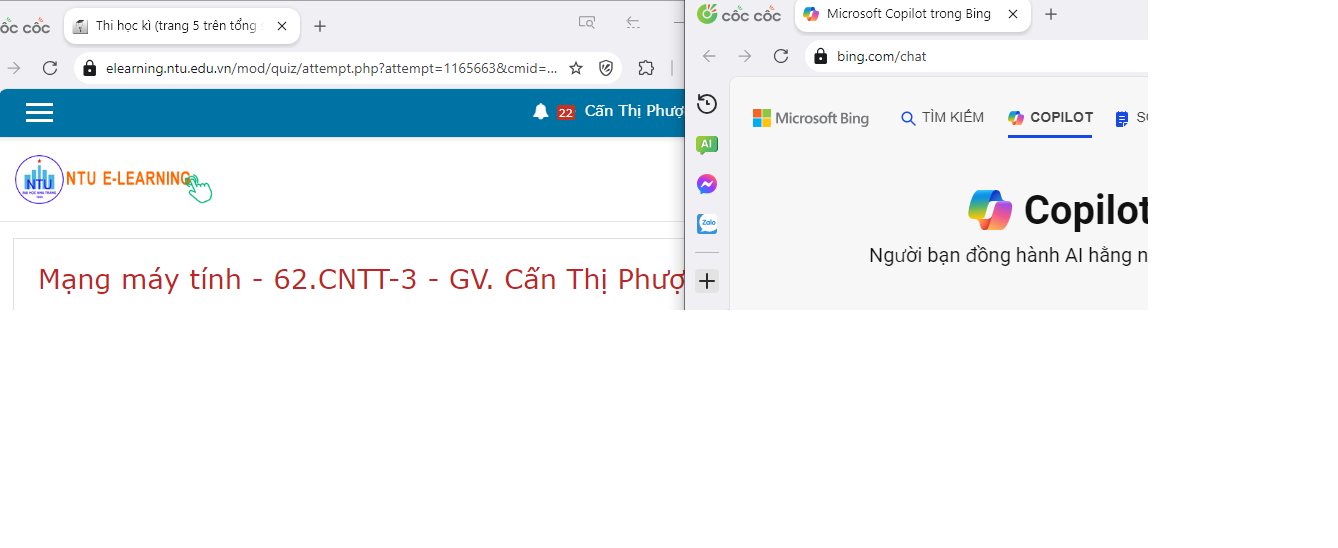 cốc cốc
Thi học kì (trang 5 trên tổng
elearning.ntu.edu.vn/mod/quiz/attempt.php?attempt=1165663&cmid=...
22 Cấn Thị Phượ
NTU
NTU E-LEARNING
Mạng máy tính - 62.CNTT-3 - GV. Cấn Thị Phượ
cốc cốc
Microsoft Copilot trong Bing
bing.com/chat
AI
Zalo
Microsoft Bing
TÌM KIẾM
COPILOT
Copilot
Người bạn đồng hành AI hằng n